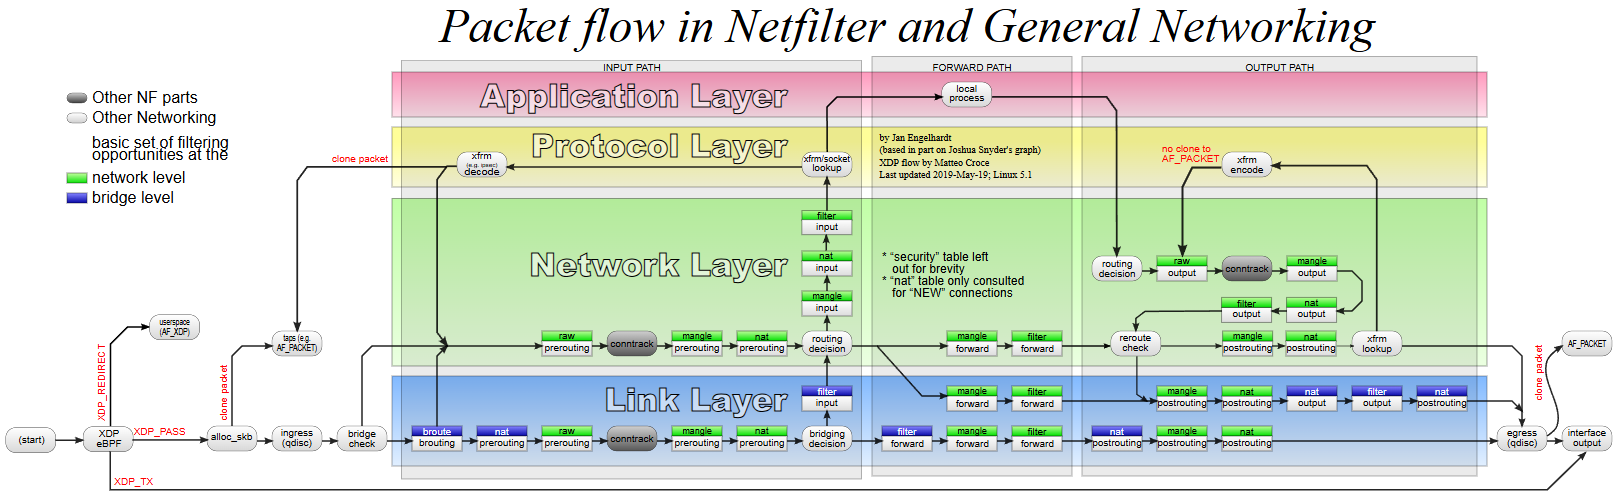 Packet flow in Netfilter and General Networking
INPUT PATH
FORWARD PATH
OUTPUT PATH
Other NF parts
Other Networking
basic set of filtering
opportunities at the
network level
bridge level
Application Layer
local
process
Protocol Layer
by Jan Engelhardt
(based in part on Joshua Snyder's graph)
XDP flow by Matteo Croce
Last updated 2019-May-19; Linux 5.1
clone packet
xfrm
(e.g. ipsec)
decode
xfrm/socket
lookup
no clone to
AF_PACKET
xfrm
encode
Network Layer
filter
input
nat
input
mangle
input
* “security” table left
out for brevity
* “nat” table only consulted
for “NEW” connections
routing
decision
raw
output
conntrack
mangle
output
filter
output
nat
output
userspace
(AF_XDP)
taps (e.g.
AF_PACKET)
raw
prerouting
conntrack
mangle
prerouting
nat
prerouting
routing
decision
mangle
forward
filter
forward
reroute
check
mangle
postrouting
nat
postrouting
xfrm
lookup
AF_PACKET
XDP_REDIRECT
clone packet
clone packet
Link Layer
filter
input
mangle
forward
filter
forward
mangle
postrouting
nat
postrouting
nat
output
filter
output
nat
postrouting
(start)
XDP
eBPF
XDP_PASS
alloc_skb
ingress
(qdisc)
bridge
check
broute
brouting
nat
prerouting
raw
prerouting
conntrack
mangle
prerouting
nat
prerouting
bridging
decision
filter
forward
mangle
forward
filter
forward
nat
postrouting
mangle
postrouting
nat
postrouting
egress
(qdisc)
interface
output
XDP_TX